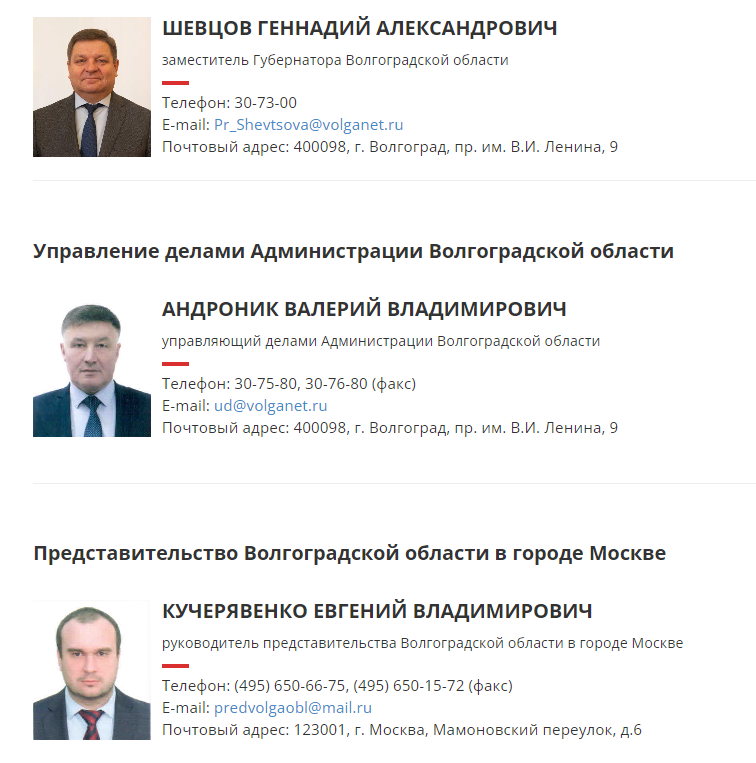 ШЕВЦОВ ГЕННАДИЙ АЛЕКСАНДРОВИЧ
заместитель Губернатора Волгоградской области
Телефон: 30-73-00
E-mail: Pr_Shevtsova@volganet.ru
Почтовый адрес: 400098, г. Волгоград, пр. им. В.И. Ленина, 9
Управление делами Администрации Волгоградской области
АНДРОНИК ВАЛЕРИЙ ВЛАДИМИРОВИЧ
управляющий делами Администрации Волгоградской области
Телефон: 30-75-80, 30-76-80 (факс)
E-mail: ud@volganet.ru
Почтовый адрес: 400098, г. Волгоград, пр. им. В.И. Ленина, 9
Представительство Волгоградской области в городе Москве
КУЧЕРЯВЕНКО ЕВГЕНИЙ ВЛАДИМИРОВИЧ
руководитель представительства Волгоградской области в городе Москве
Телефон: (495) 650-66-75, (495) 650-15-72 (факс)
E-mail: predvolgaobl@mail.ru
Почтовый адрес: 123001, г. Москва, Мамоновский переулок, д.6